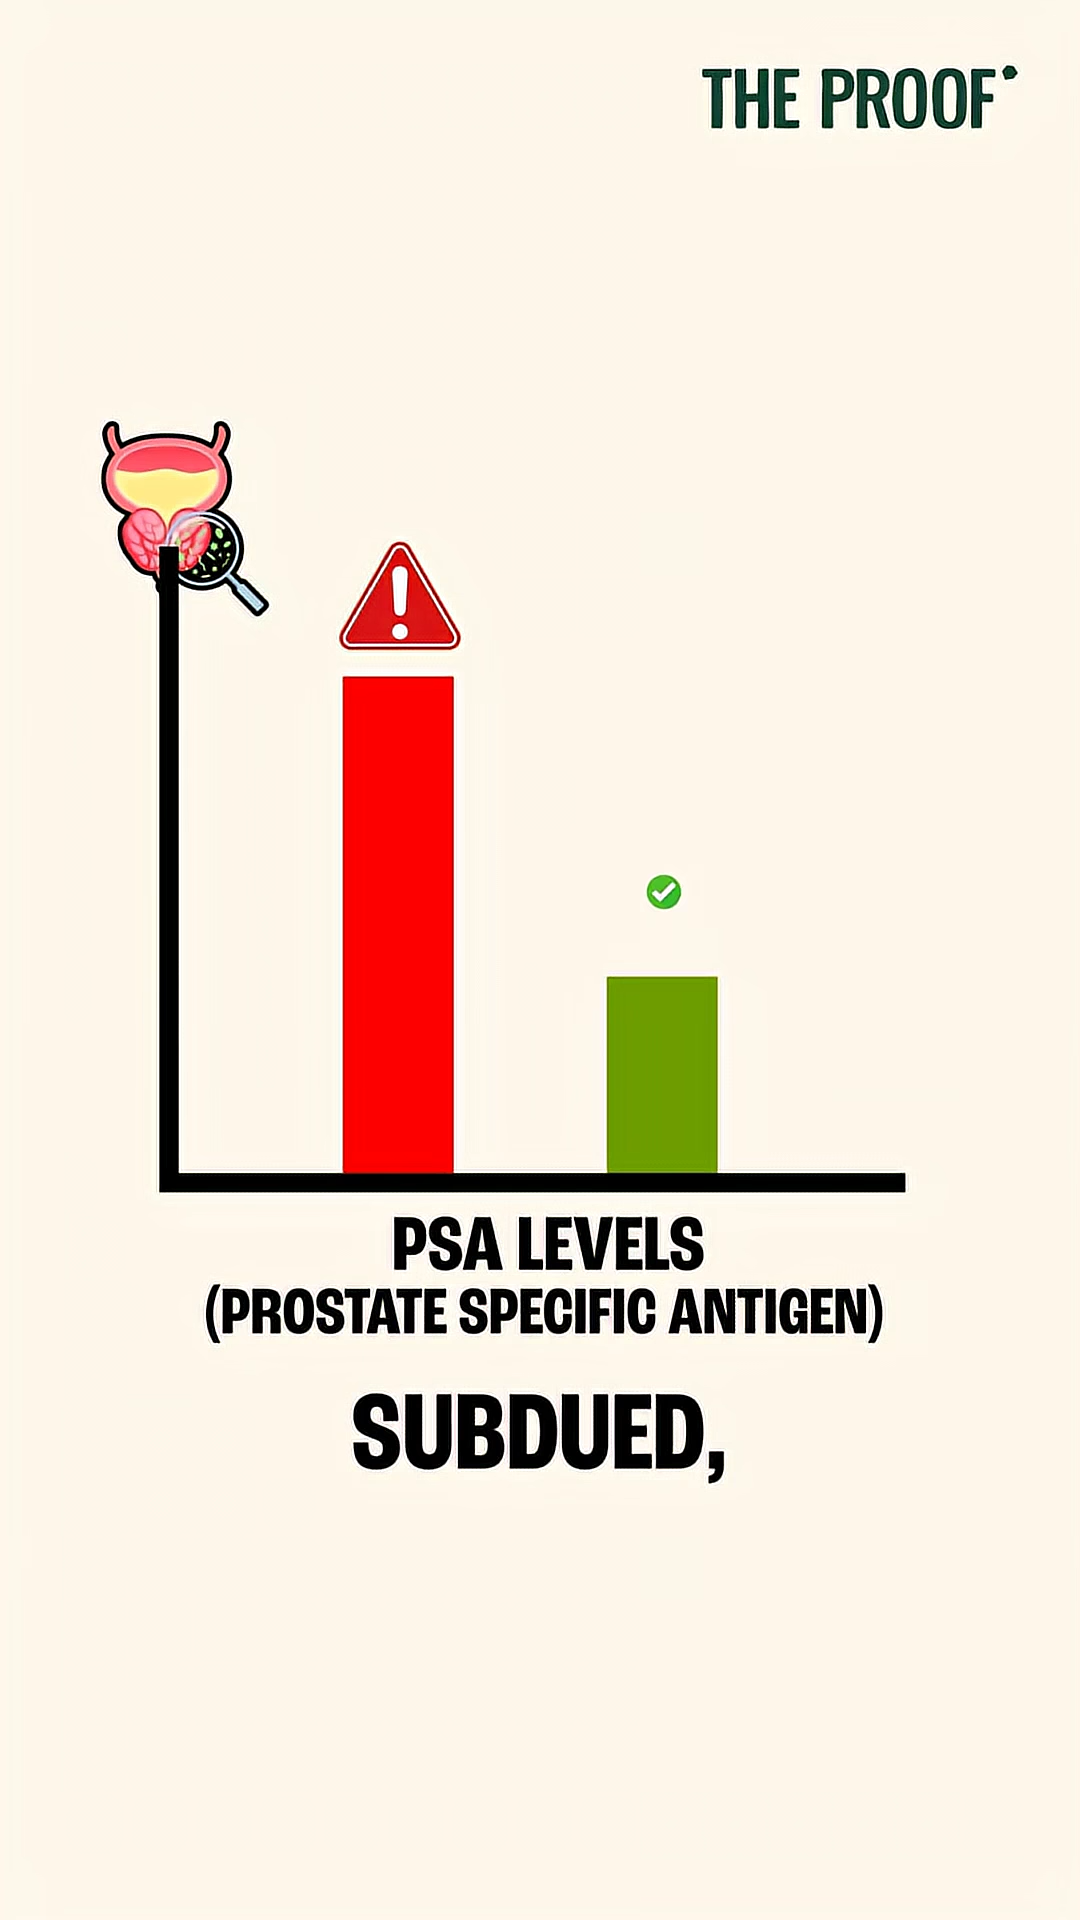 THE PROOF
PSA LEVELS
(PROSTATE SPECIFIC ANTIGEN)
SUBDUED,